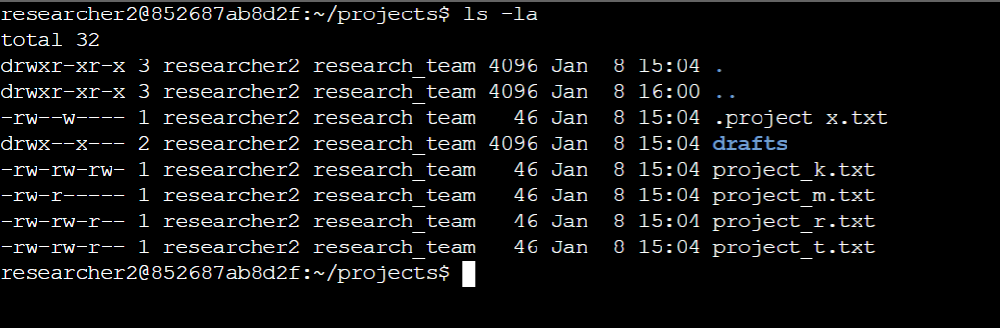 researcher2@852687ab8d2f:~/projects$ ls -la
total 32
drwxr-xr-x 3 researcher2 research_team 4096 Jan  8 15:04 .
drwxr-xr-x 3 researcher2 research_team 4096 Jan  8 16:00 ..
-rw--w---- 1 researcher2 research_team   46 Jan  8 15:04 .project_x.txt
drwx--x--- 2 researcher2 research_team 4096 Jan  8 15:04 drafts
-rw-rw-rw- 1 researcher2 research_team   46 Jan  8 15:04 project_k.txt
-rw-r----- 1 researcher2 research_team   46 Jan  8 15:04 project_m.txt
-rw-rw-r-- 1 researcher2 research_team   46 Jan  8 15:04 project_r.txt
-rw-rw-r-- 1 researcher2 research_team   46 Jan  8 15:04 project_t.txt
researcher2@852687ab8d2f:~/projects$